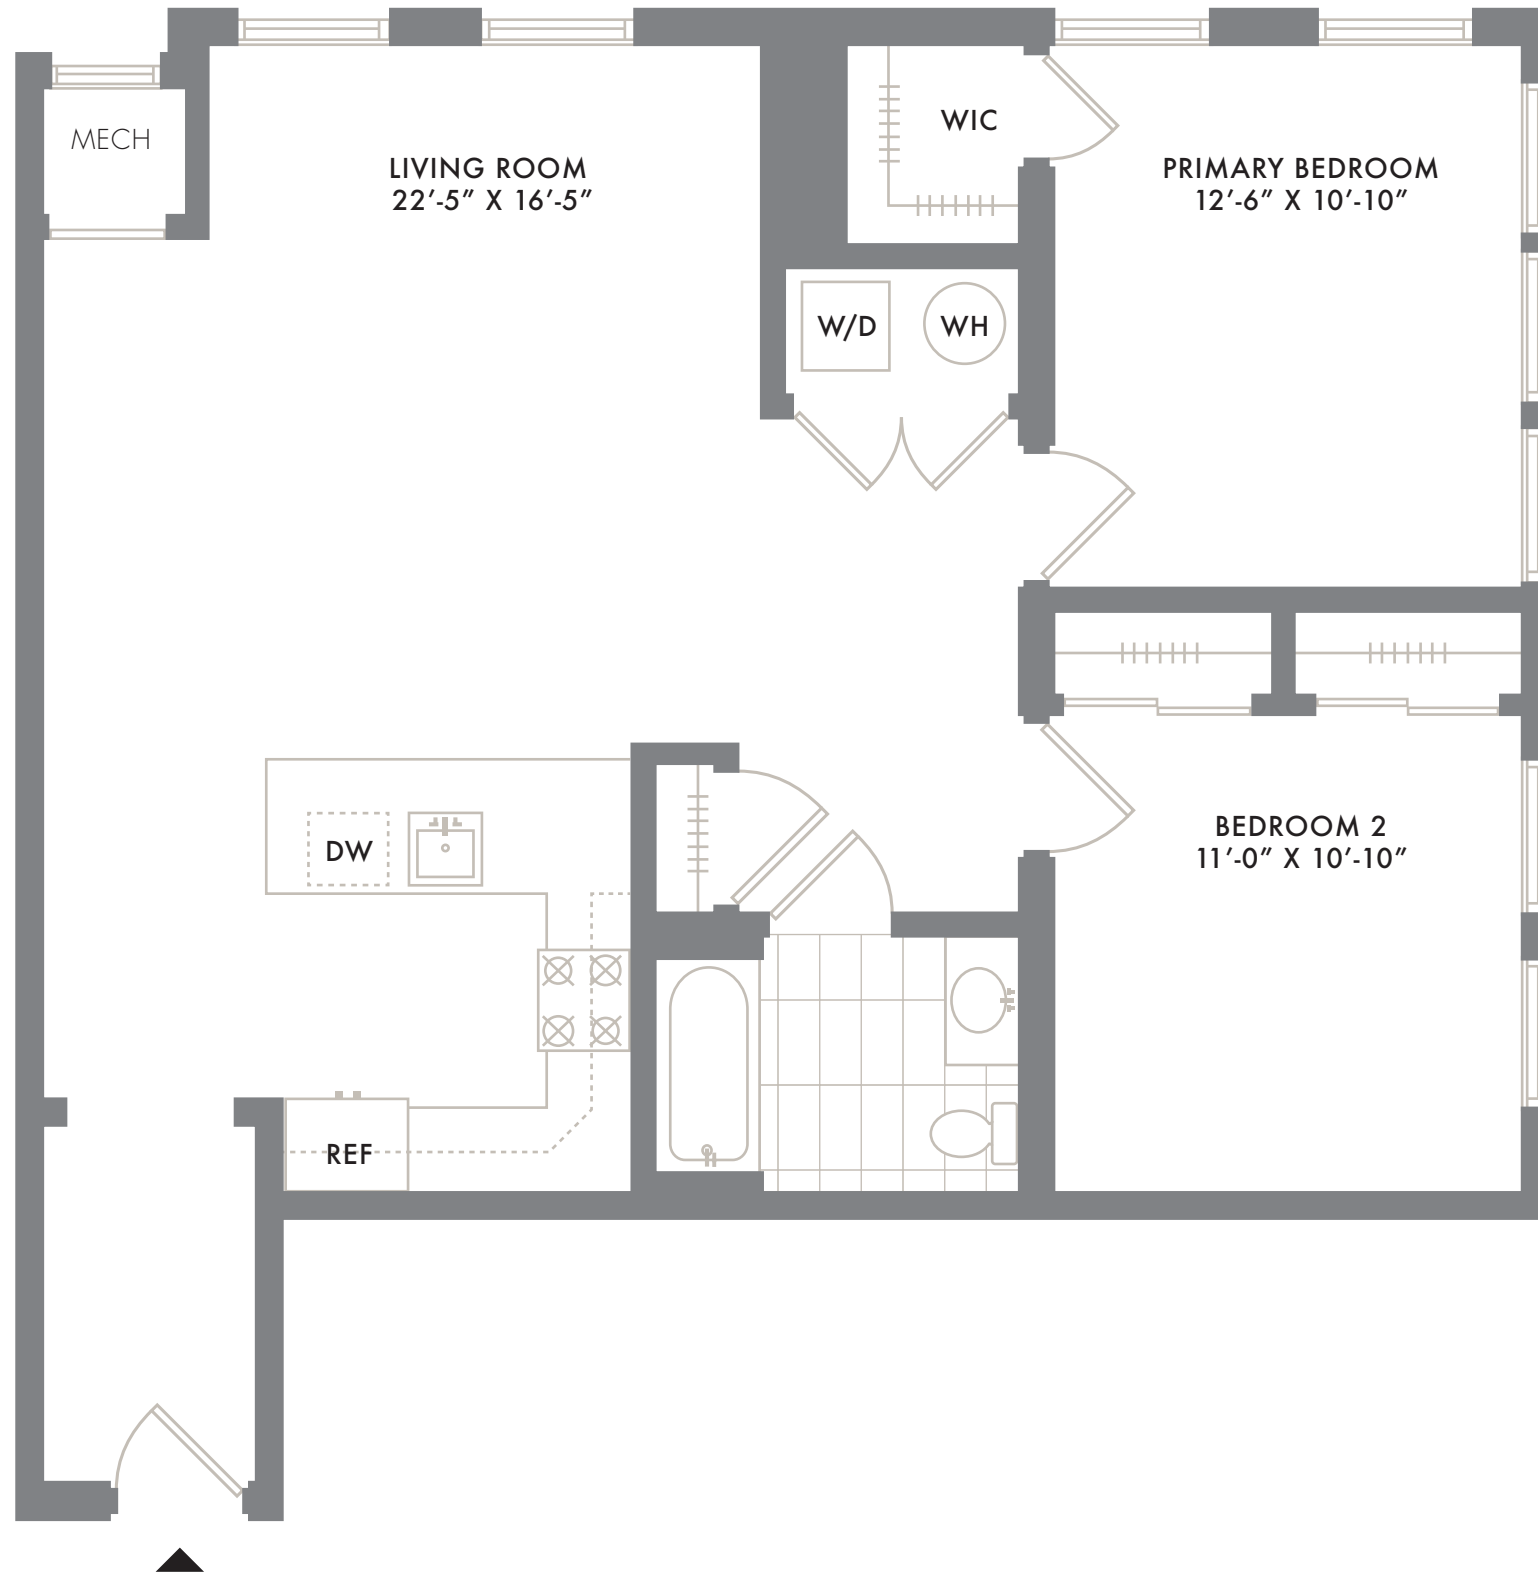 MECH
LIVING ROOM
22′-5″ X 16′-5″
WIC
PRIMARY BEDROOM
12′-6″ X 10′-10″
W/D
WH
DW
BEDROOM 2
11′-0″ X 10′-10″
REF